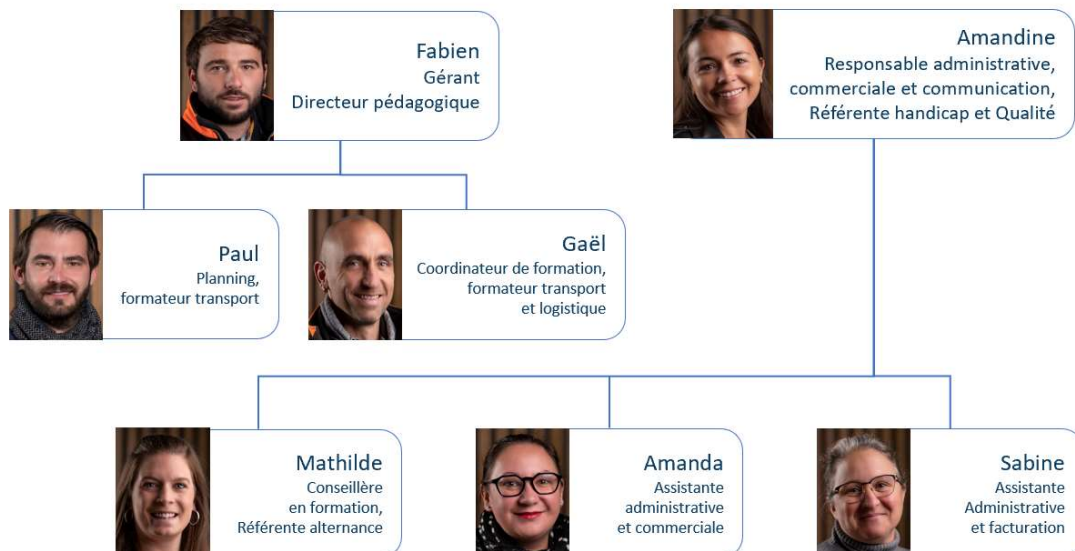 Fabien
Gérant
Directeur pédagogique
Amandine
Responsable administrative,
commerciale et communication,
Référente handicap et Qualité
Paul
Planning,
formateur transport
Gaël
Coordinateur de formation,
formateur transport
et logistique
Mathilde
Conseillère
en formation,
Référente alternance
Amanda
Assistante
administrative
et commerciale
Sabine
Assistante
Administrative
et facturation